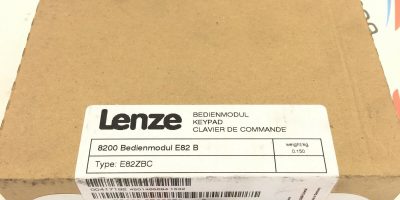 Lenze
BEDIENMODUL
KEYPAD
CLAVIER DE COMMANDE
8200 Bedienmodul E82 B
weight/kg
0.150
Type: E82ZBC